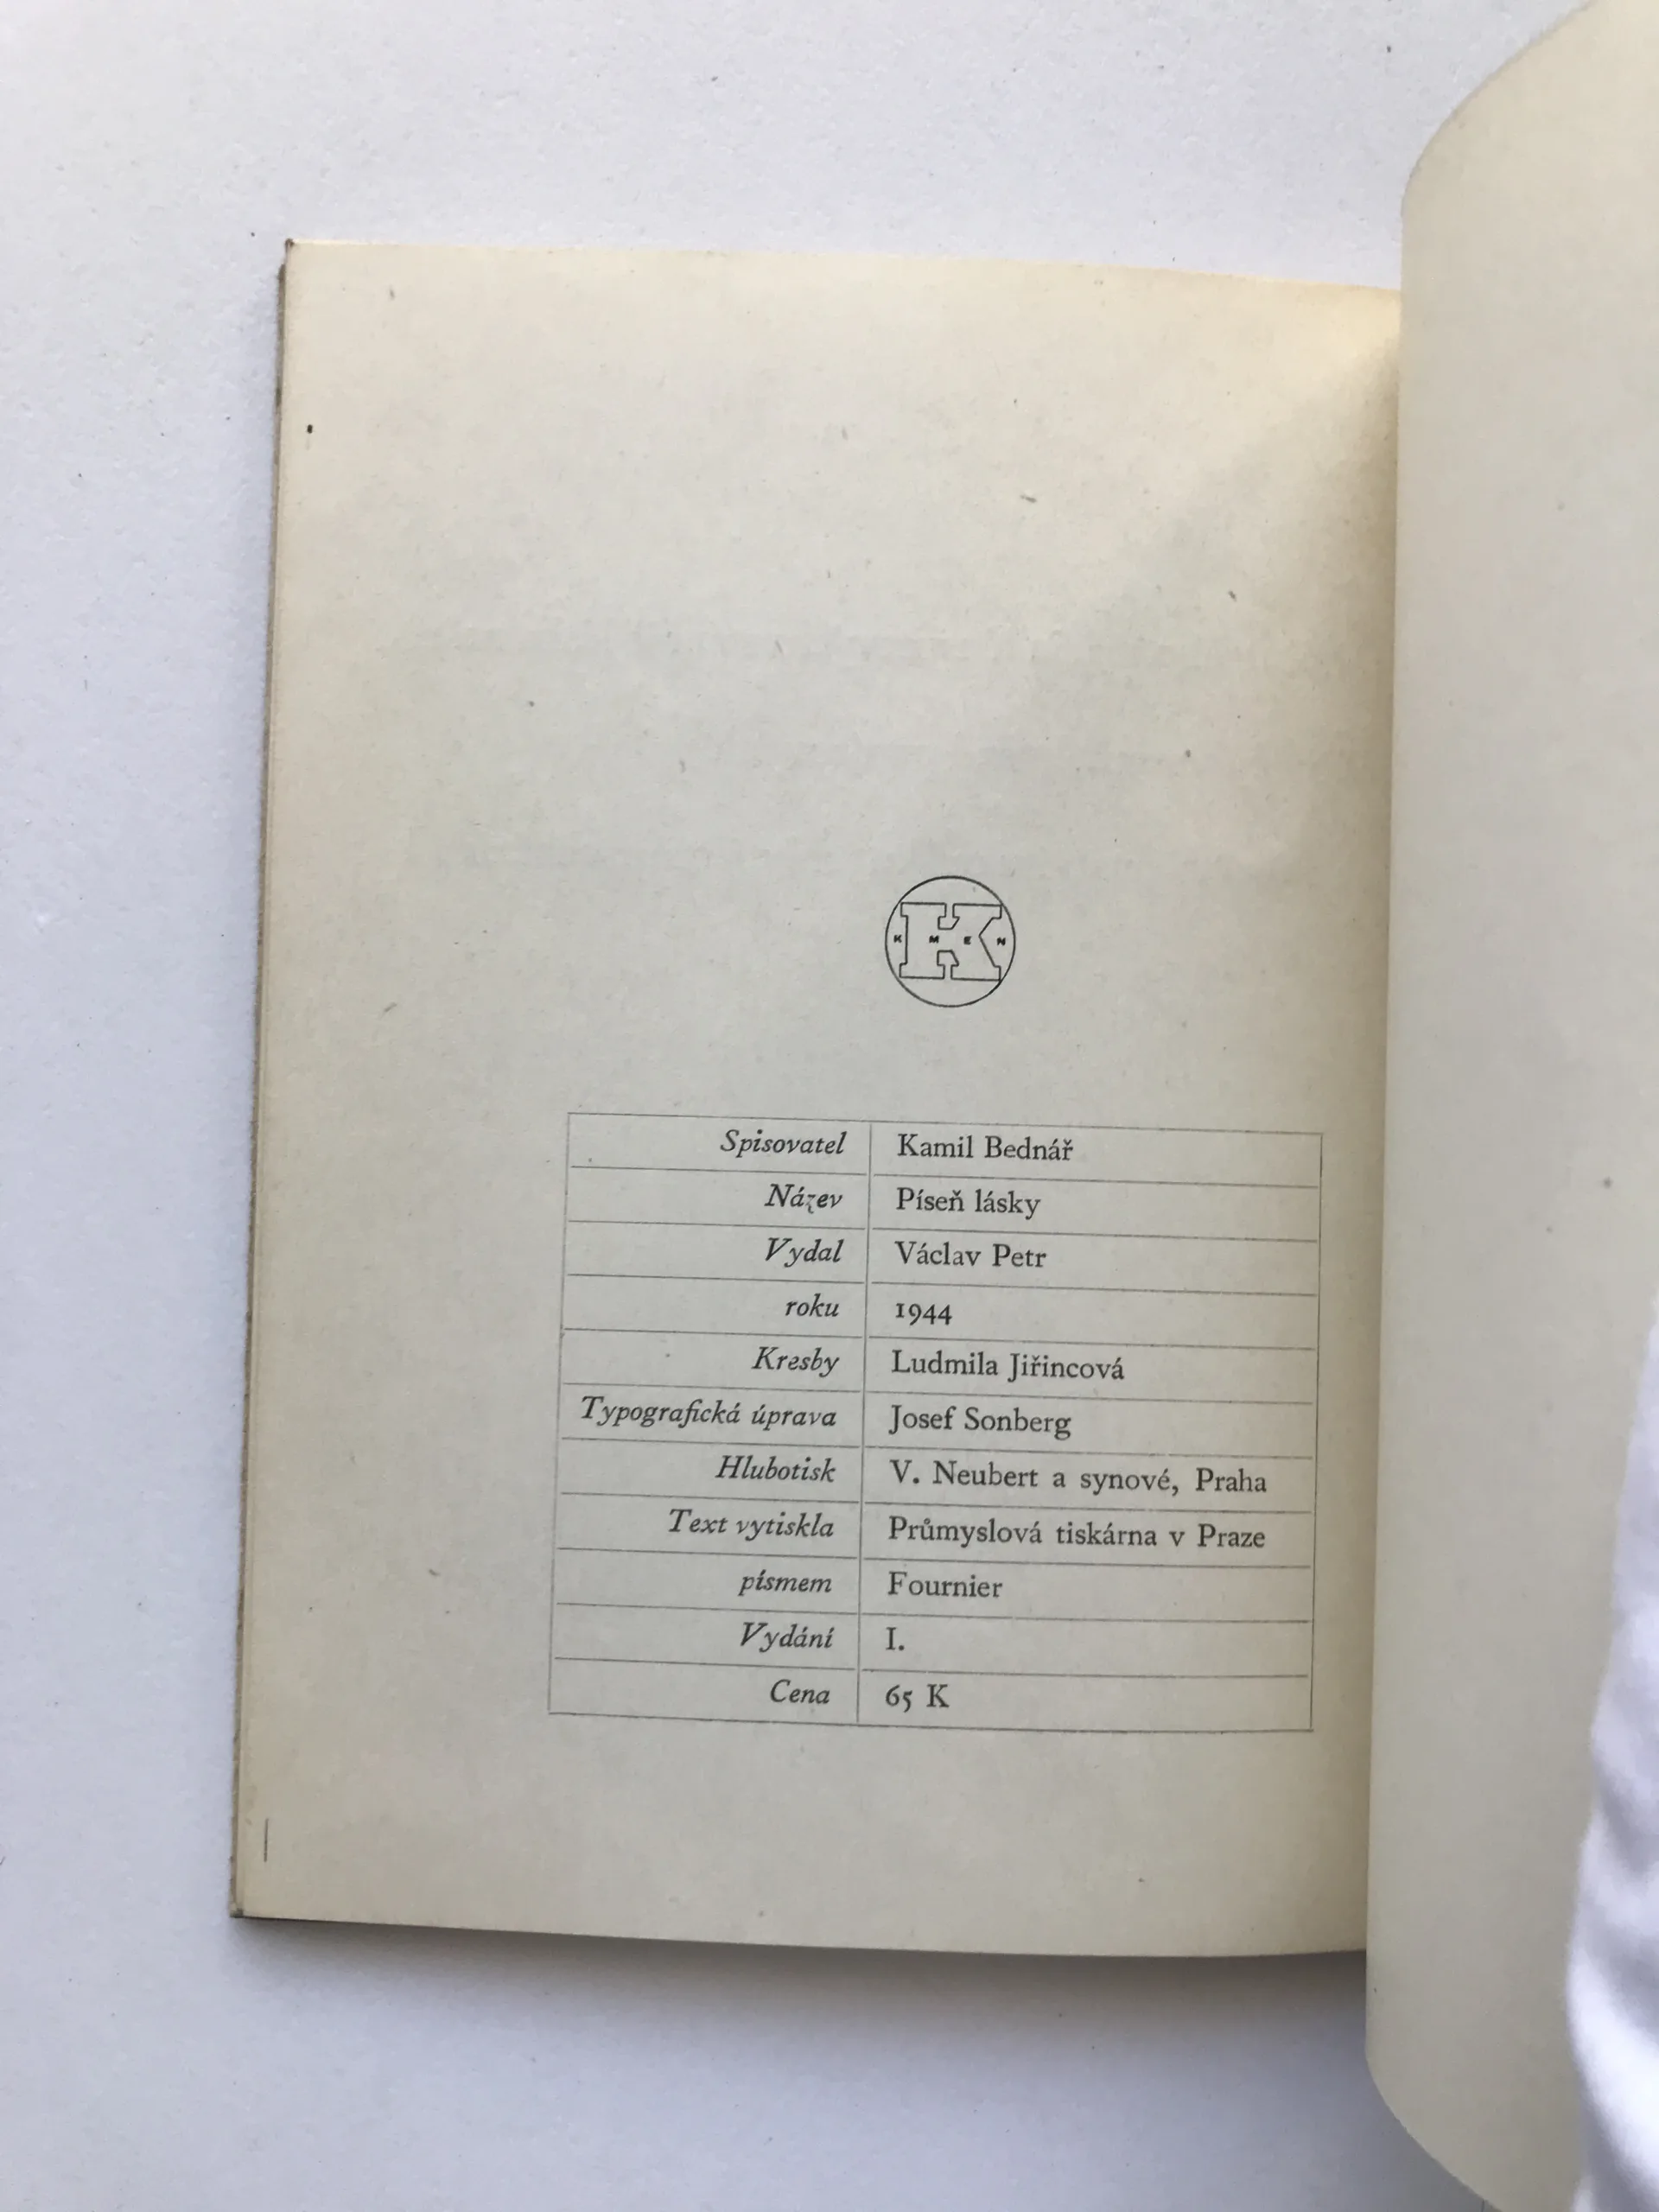 K M E N
Spisovatel Kamil Bednář
Název Píseň lásky
Vydal Václav Petr
roku 1944
Kresby Ludmila Jiřincová
Typografická úprava Josef Sonberg
Hlubotisk V. Neubert a synové, Praha
Text vytiskla Průmyslová tiskárna v Praze
písmem Fournier
Vydání I.
Cena 65 K